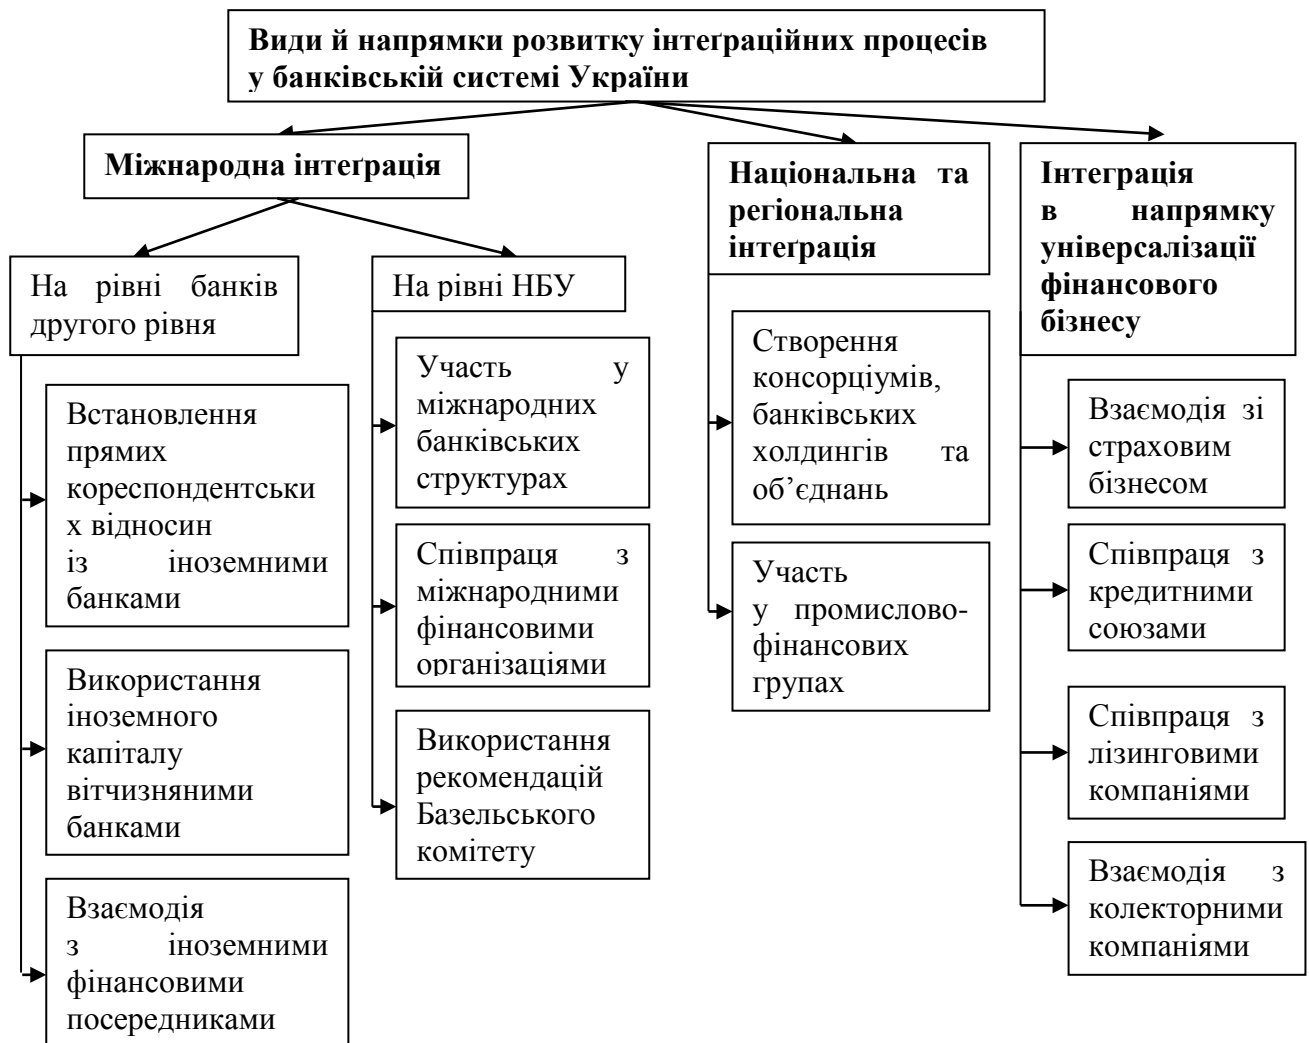 Види й напрямки розвитку інтеґраційних процесів
у банківській системі України
Міжнародна інтеґрація
На рівні банків
другого рівня
Встановлення
прямих
кореспондентськи
х відносин
із іноземними
банками
Використання
іноземного
капіталу
вітчизняними
банками
Взаємодія
з іноземними
фінансовими
посередниками
На рівні НБУ
Участь у
міжнародних
банківських
структурах
Співпраця з
міжнародними
фінансовими
організаціями
Використання
рекомендацій
Базельського
комітету
Національна та
регіональна
інтеґрація
Створення
консорціумів,
банківських
холдингів та
об’єднань
Участь
у промислово-
фінансових
групах
Інтеграція
в напрямку
універсалізації
фінансового
бізнесу
Взаємодія зі
страховим
бізнесом
Співпраця з
кредитними
союзами
Співпраця з
лізинговими
компаніями
Взаємодія з
колекторними
компаніями